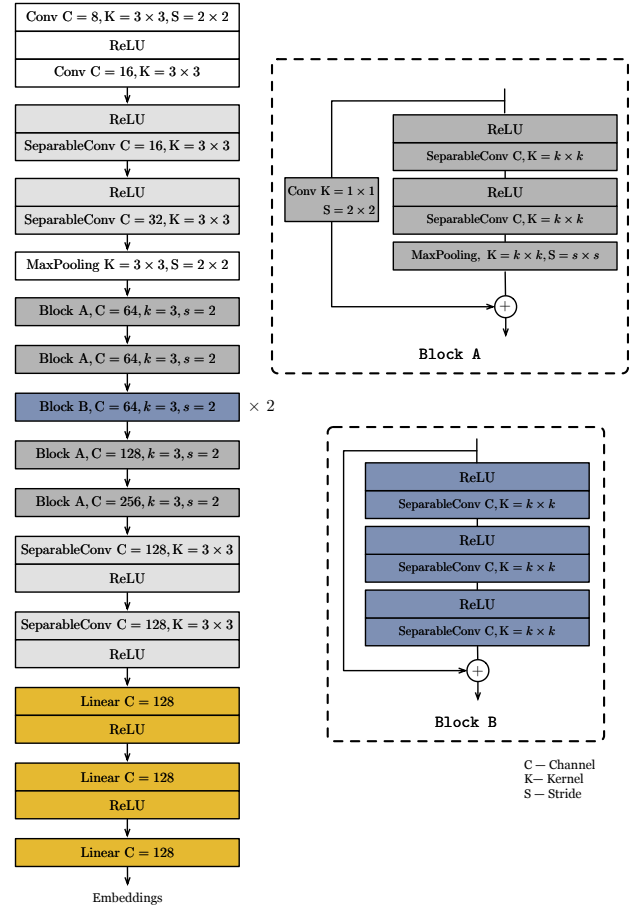 Conv C = 8, K = 3 × 3, S = 2 × 2
ReLU
Conv C = 16, K = 3 × 3
ReLU
SeparableConv C = 16, K = 3 × 3
ReLU
SeparableConv C = 32, K = 3 × 3
MaxPooling K = 3 × 3, S = 2 × 2
Block A, C = 64, k = 3, s = 2
Block A, C = 64, k = 3, s = 2
Block B, C = 64, k = 3, s = 2
× 2
Block A, C = 128, k = 3, s = 2
Block A, C = 256, k = 3, s = 2
SeparableConv C = 128, K = 3 × 3
ReLU
SeparableConv C = 128, K = 3 × 3
ReLU
Linear C = 128
ReLU
Linear C = 128
ReLU
Linear C = 128
Embeddings
ReLU
SeparableConv C, K = k × k
Conv K = 1 × 1
S = 2 × 2
ReLU
SeparableConv C, K = k × k
MaxPooling, K = k × k, S = s × s
+
Block A
ReLU
SeparableConv C, K = k × k
ReLU
SeparableConv C, K = k × k
ReLU
SeparableConv C, K = k × k
+
Block B
C — Channel
K— Kernel
S — Stride